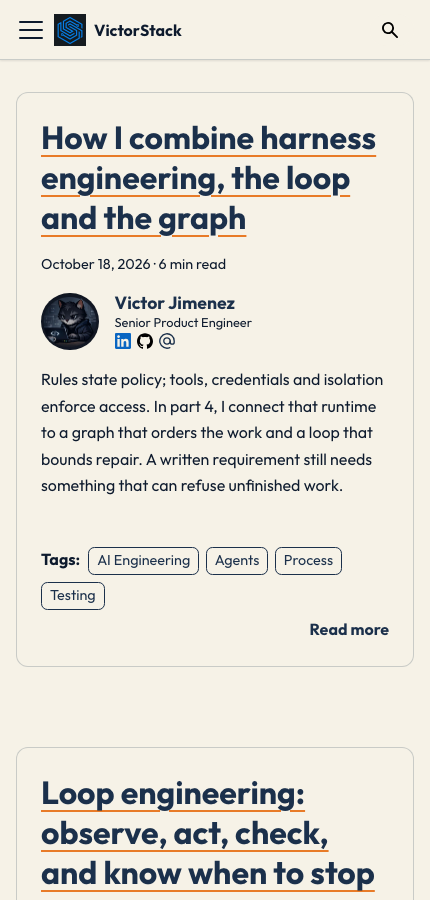 VictorStack
How I combine harness
engineering, the loop
and the graph
October 18, 2026 · 6 min read
Victor Jimenez
Senior Product Engineer
Rules state policy; tools, credentials and isolation
enforce access. In part 4, I connect that runtime
to a graph that orders the work and a loop that
bounds repair. A written requirement still needs
something that can refuse unfinished work.
Tags: AI Engineering Agents Process
Testing
Read more
Loop engineering:
observe, act, check,
and know when to stop